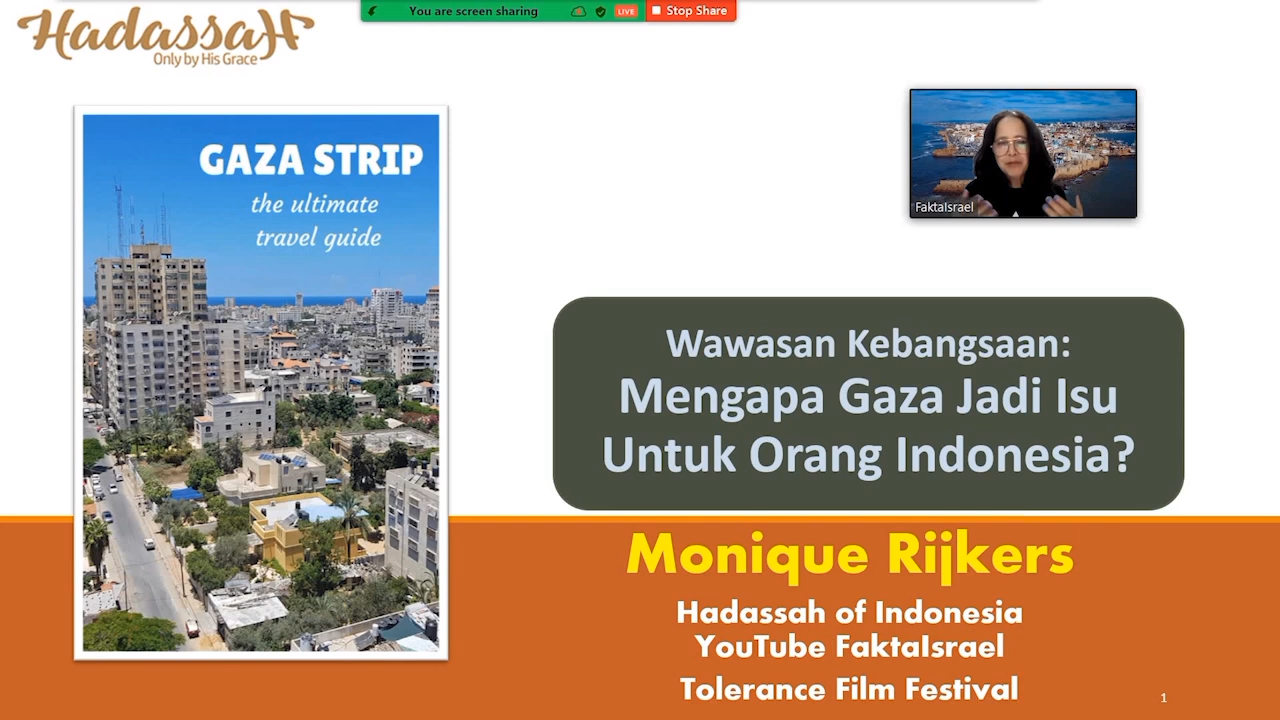 HadassaH
Only by His Grace
You are screen sharing
LIVE
Stop Share
GAZA STRIP
the ultimate
travel guide
FaktaIsrael
Wawasan Kebangsaan:
Mengapa Gaza Jadi Isu
Untuk Orang Indonesia?
Monique Rijkers
Hadassah of Indonesia
YouTube FaktaIsrael
Tolerance Film Festival
1